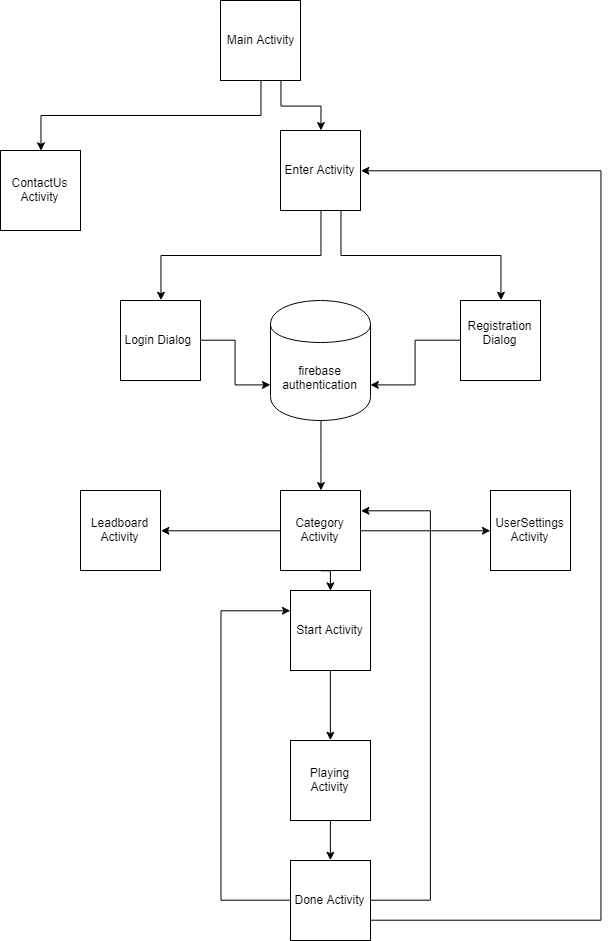 Main Activity
ContactUs
Activity
Enter Activity
Login Dialog
Registration
Dialog
firebase
authentication
Leadboard
Activity
Category
Activity
UserSettings
Activity
Start Activity
Playing
Activity
Done Activity